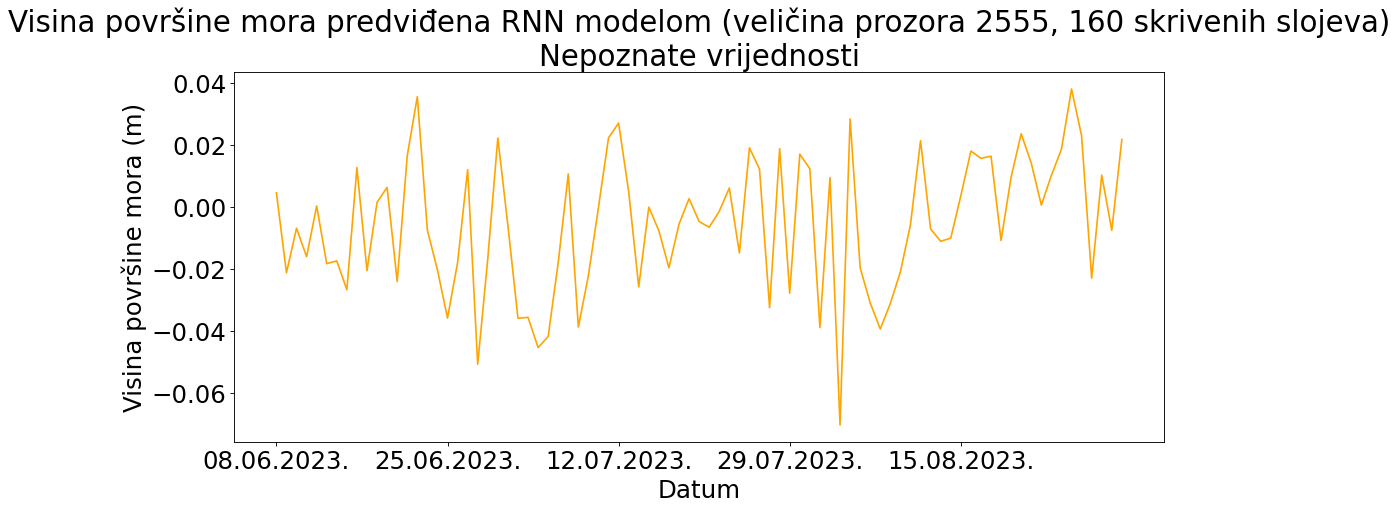 Visina površine mora predviđena RNN modelom (veličina prozora 2555, 160 skrivenih slojeva)
Nepoznate vrijednosti
Visina površine mora (m)
0.04
0.02
0.00
−0.02
−0.04
−0.06
08.06.2023. 25.06.2023. 12.07.2023. 29.07.2023. 15.08.2023.
Datum